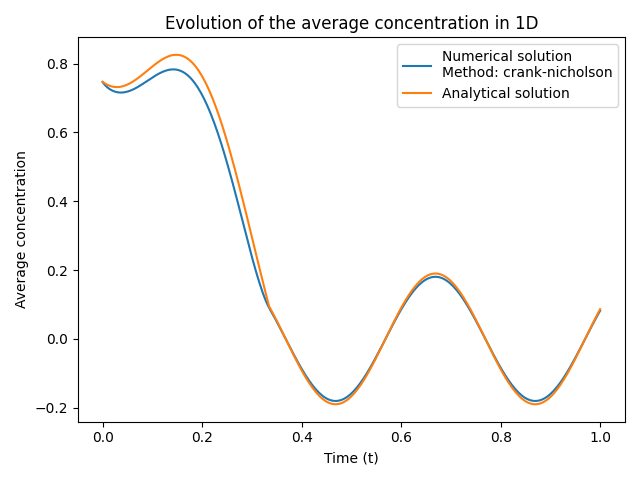 Evolution of the average concentration in 1D
Numerical solution
Method: crank-nicholson
Analytical solution
Average concentration
0.8
0.6
0.4
0.2
0.0
−0.2
0.0 0.2 0.4 0.6 0.8 1.0
Time (t)